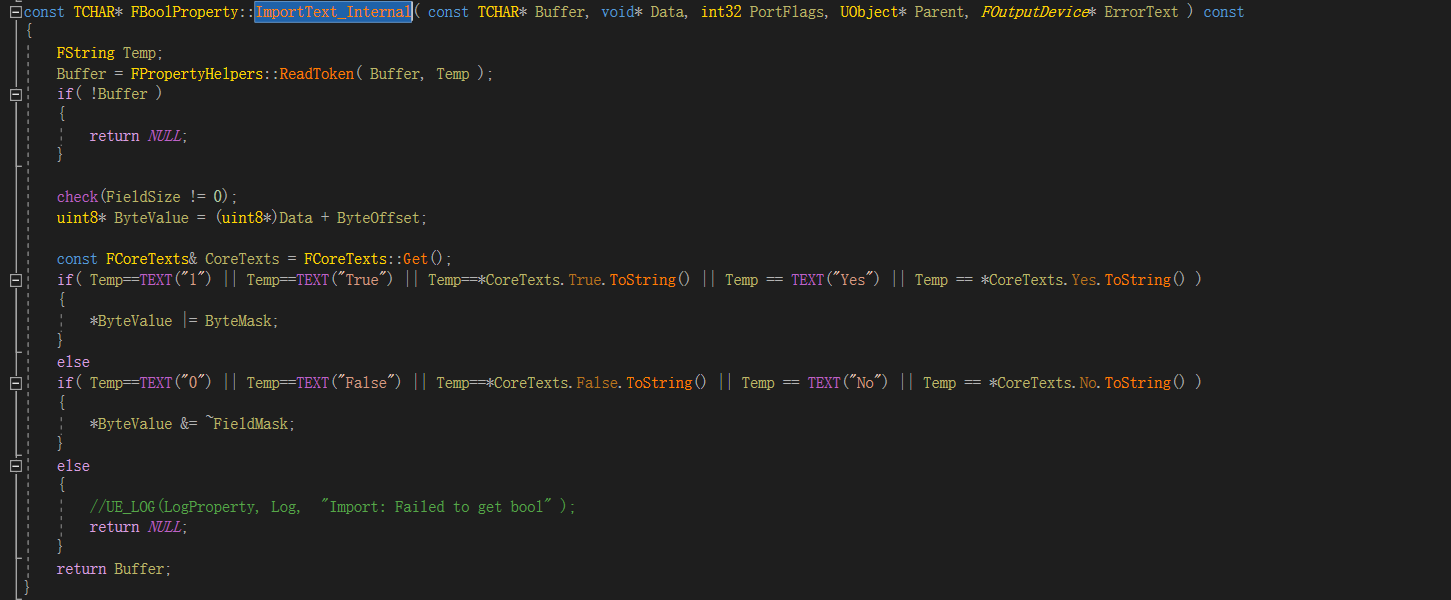 const TCHAR* FBoolProperty::ImportText_Internal( const TCHAR* Buffer, void* Data, int32 PortFlags, UObject* Parent, FOutputDevice* ErrorText ) const
{
    FString Temp;
    Buffer = FPropertyHelpers::ReadToken( Buffer, Temp );
    if( !Buffer )
    {
        return NULL;
    }

    check(FieldSize != 0);
    uint8* ByteValue = (uint8*)Data + ByteOffset;

    const FCoreTexts& CoreTexts = FCoreTexts::Get();
    if( Temp==TEXT("1") || Temp==TEXT("True") || Temp==*CoreTexts.True.ToString() || Temp == TEXT("Yes") || Temp == *CoreTexts.Yes.ToString() )
    {
        *ByteValue |= ByteMask;
    }
    else
    if( Temp==TEXT("0") || Temp==TEXT("False") || Temp==*CoreTexts.False.ToString() || Temp == TEXT("No") || Temp == *CoreTexts.No.ToString() )
    {
        *ByteValue &= ~FieldMask;
    }
    else
    {
        //UE_LOG(LogProperty, Log,  "Import: Failed to get bool" );
        return NULL;
    }
    return Buffer;
}